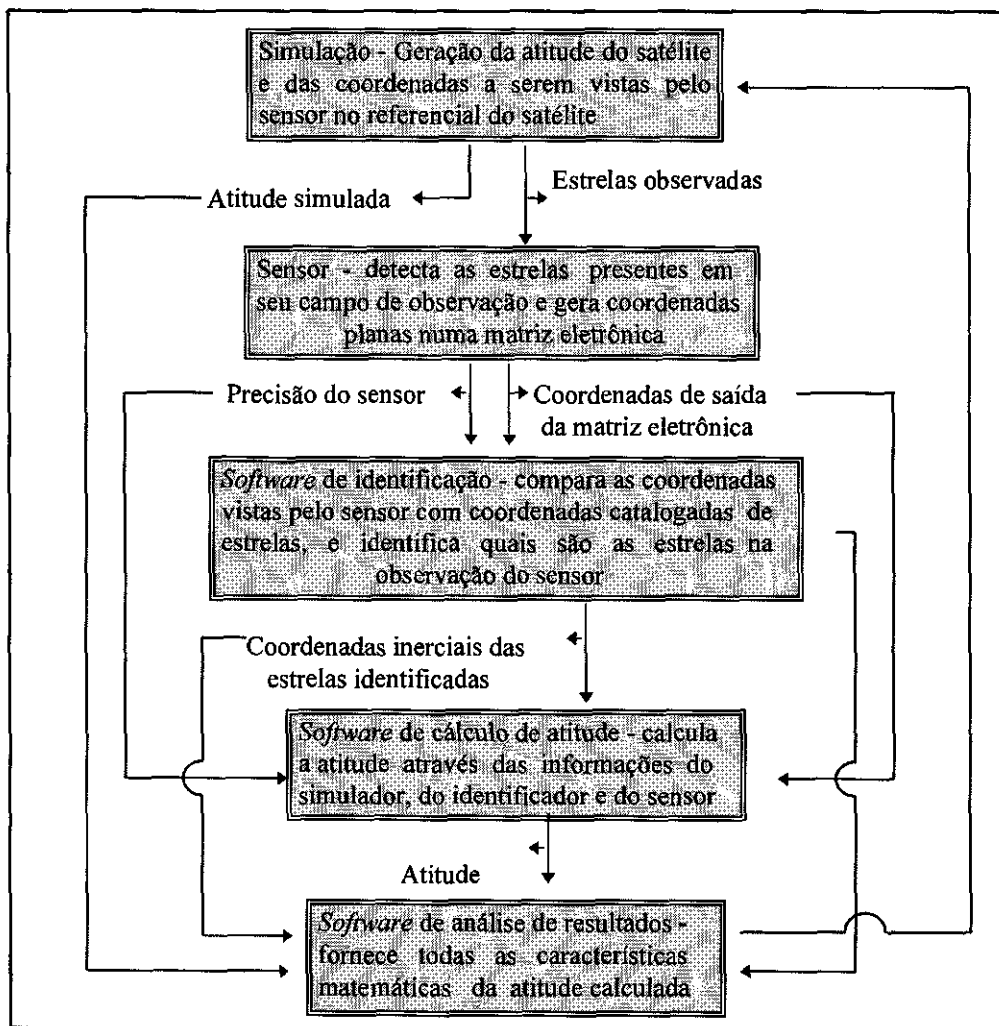 Simulação - Geração da atitude do satélite
e das coordenadas a serem vistas pelo
sensor no referencial do satélite
Atitude simulada
Estrelas observadas
Sensor - detecta as estrelas presentes em
seu campo de observação e gera coordenadas
planas numa matriz eletrônica
Precisão do sensor
Coordenadas de saída
da matriz eletrônica
Software de identificação - compara as coordenadas
vistas pelo sensor com coordenadas catalogadas de
estrelas, e identifica quais são as estrelas na
observação do sensor
Coordenadas inerciais das
estrelas identificadas
Software de cálculo de atitude - calcula
a atitude através das informações do
simulador, do identificador e do sensor
Atitude
Software de análise de resultados -
fornece todas as características
matemáticas da atitude calculada